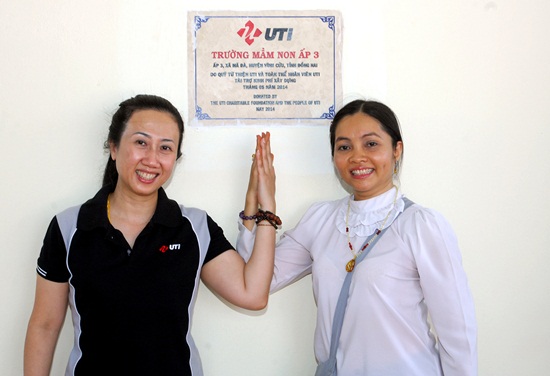 UTi
TRƯỜNG MẦM NON ẤP 3
ẤP 3, XÃ MÃ ĐÀ, HUYỆN VĨNH CỬU, TỈNH ĐỒNG NAI
DO QUỸ TỪ THIỆN UTI VÀ TOÀN THỂ NHÂN VIÊN UTI
TÀI TRỢ KINH PHÍ XÂY DỰNG
THÁNG 05 NĂM 2014
DONATED BY
THE UTI CHARITABLE FOUNDATION AND THE PEOPLE OF UTI
MAY 2014
UTi